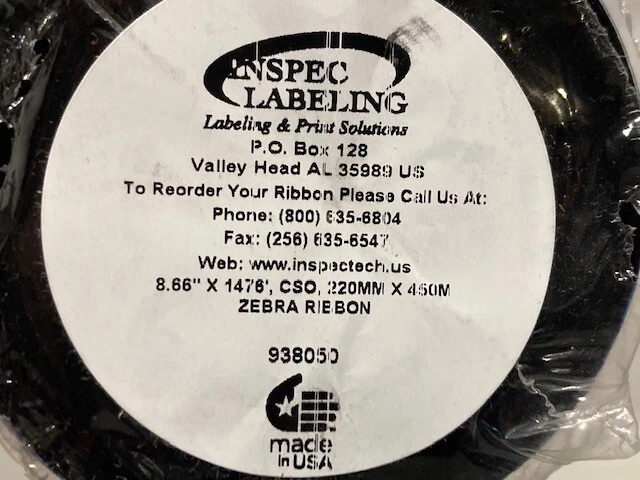 INSPEC
LABELING
Labeling & Print Solutions
P.O. Box 128
Valley Head AL 35989 US
To Reorder Your Ribbon Please Call Us At:
Phone: (800) 635-6804
Fax: (256) 635-6547
Web: www.inspectech.us
8.66" X 1476', CSO, 220MM X 450M
ZEBRA RIBBON
938050
made
in USA